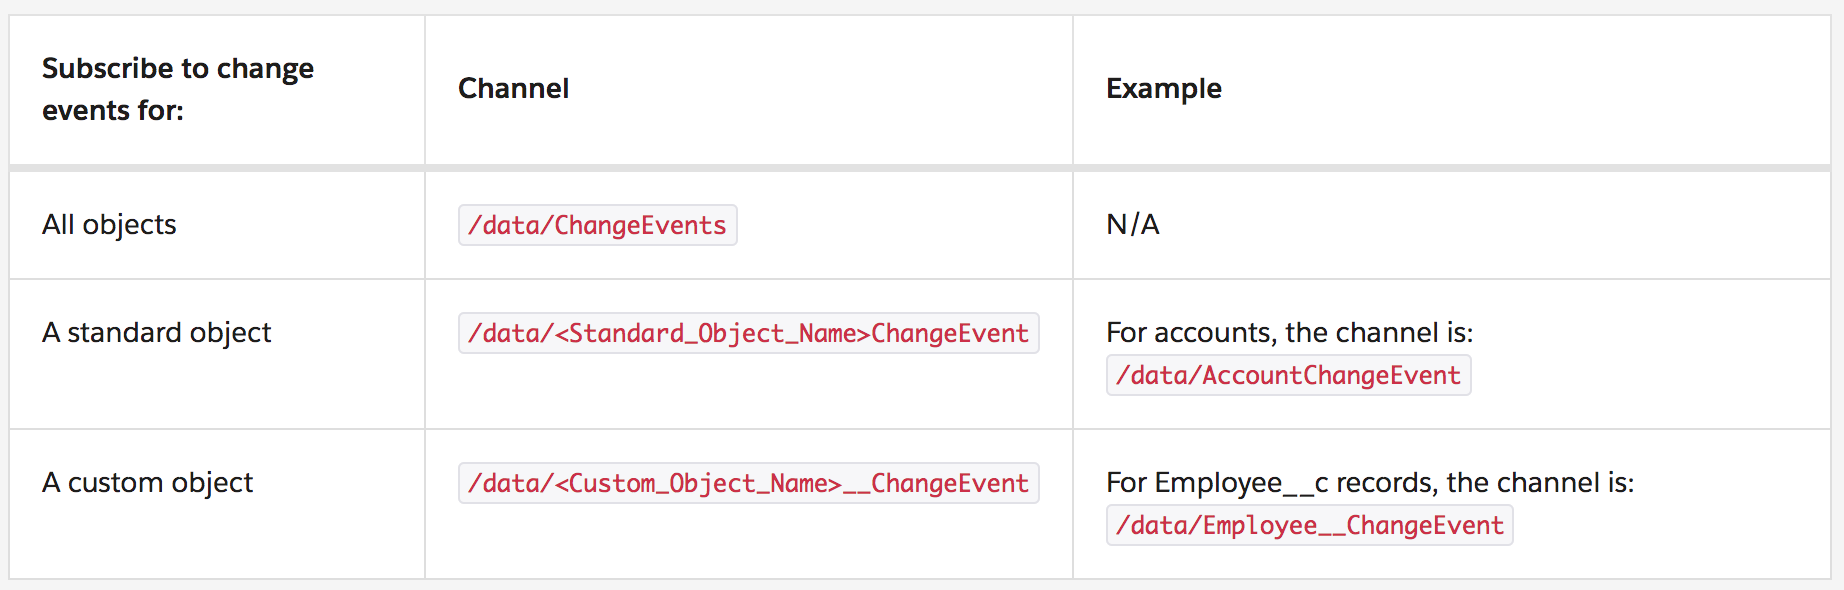 Subscribe to change
events for:
Channel
Example
All objects
/data/ChangeEvents
N/A
A standard object
/data/<Standard_Object_Name>ChangeEvent
For accounts, the channel is:
/data/AccountChangeEvent
A custom object
/data/<Custom_Object_Name>__ChangeEvent
For Employee__c records, the channel is:
/data/Employee__ChangeEvent